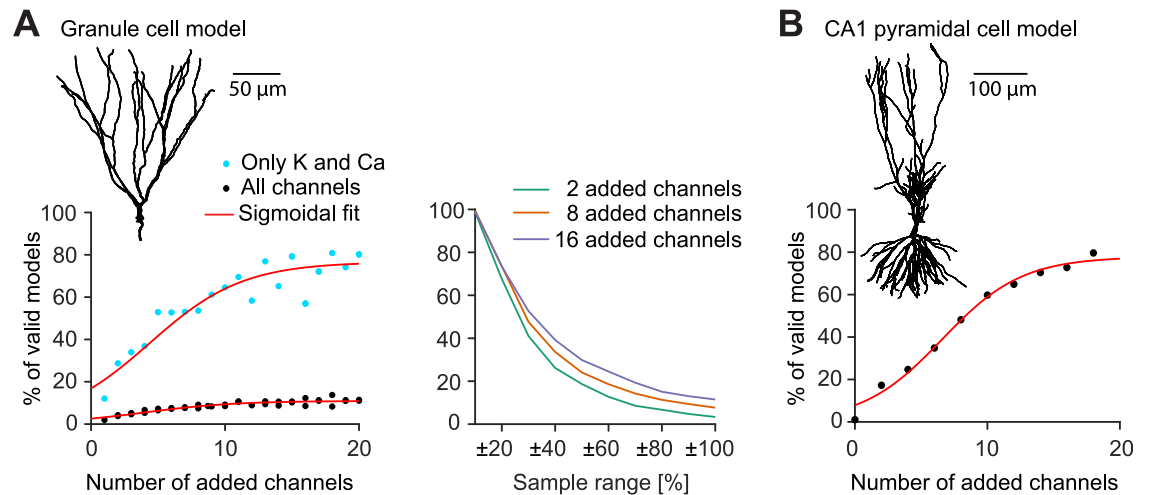 A
Granule cell model
50 µm
Only K and Ca
All channels
Sigmoidal fit
% of valid models
100
80
60
40
20
0
0
10
20
Number of added channels
2 added channels
8 added channels
16 added channels
100
80
60
40
20
0
±20
±40
±60
±80
±100
Sample range [%]
B
CA1 pyramidal cell model
100 µm
% of valid models
100
80
60
40
20
0
0
10
20
Number of added channels